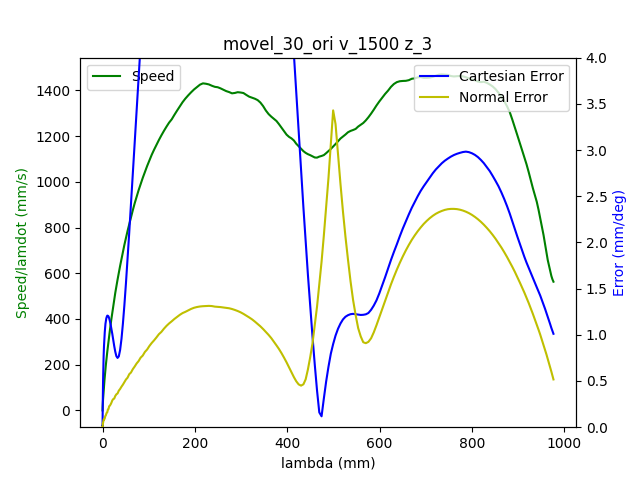 movel_30_ori v_1500 z_3
Speed
Cartesian Error
Normal Error
Speed/lamdot (mm/s)
1400
1200
1000
800
600
400
200
0
4.0
3.5
3.0
2.5
2.0
1.5
1.0
0.5
0.0
Error (mm/deg)
0 200 400 600 800 1000
lambda (mm)